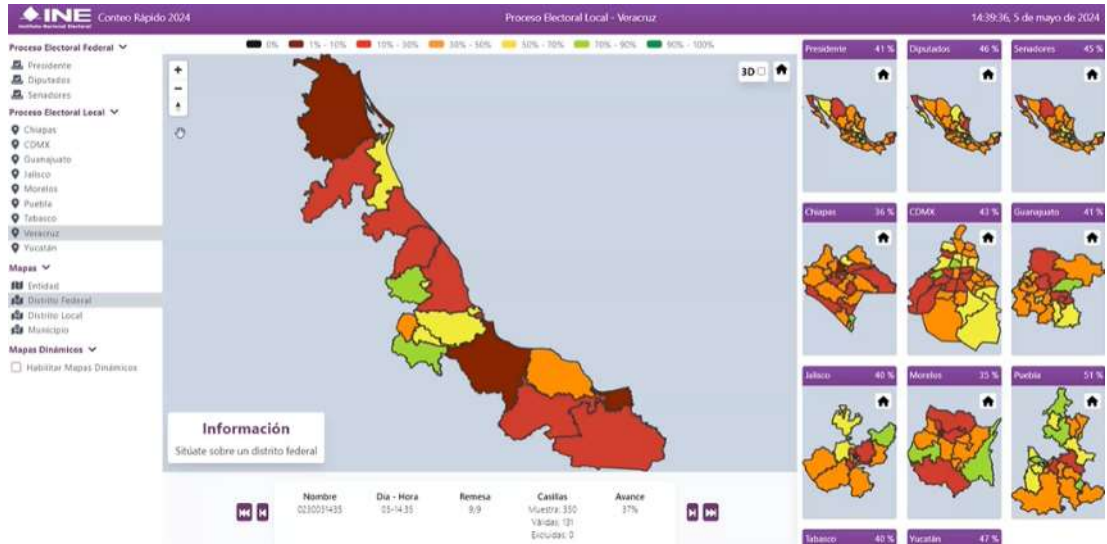 INE
Instituto Nacional Electoral
Conteo Rápido 2024
Proceso Electoral Local - Veracruz
14:39:36, 5 de mayo de 2024
Proceso Electoral Federal
Presidente
Diputados
Senadores
Proceso Electoral Local
Chiapas
CDMX
Guanajuato
Jalisco
Morelos
Puebla
Tabasco
Veracruz
Yucatán
Mapas
Entidad
Distrito Federal
Distrito Local
Municipio
Mapas Dinámicos
Habilitar Mapas Dinámicos
0% 1% - 10% 10% - 30% 30% - 50% 50% - 70% 70% - 90% 90% - 100%
+
−
3D
Información
Sitúate sobre un distrito federal
Nombre Dia - Hora Remesa Casillas Avance
0230051435 05-14:35 9/9 Muestra: 350 37%
Válidas: 131
Excluidas: 0
Presidente 41 % Diputados 46 % Senadores 45 %
Chiapas 36 % CDMX 43 % Guanajuato 41 %
Jalisco 40 % Morelos 35 % Puebla 51 %
Tabasco 40 % Yucatán 47 %